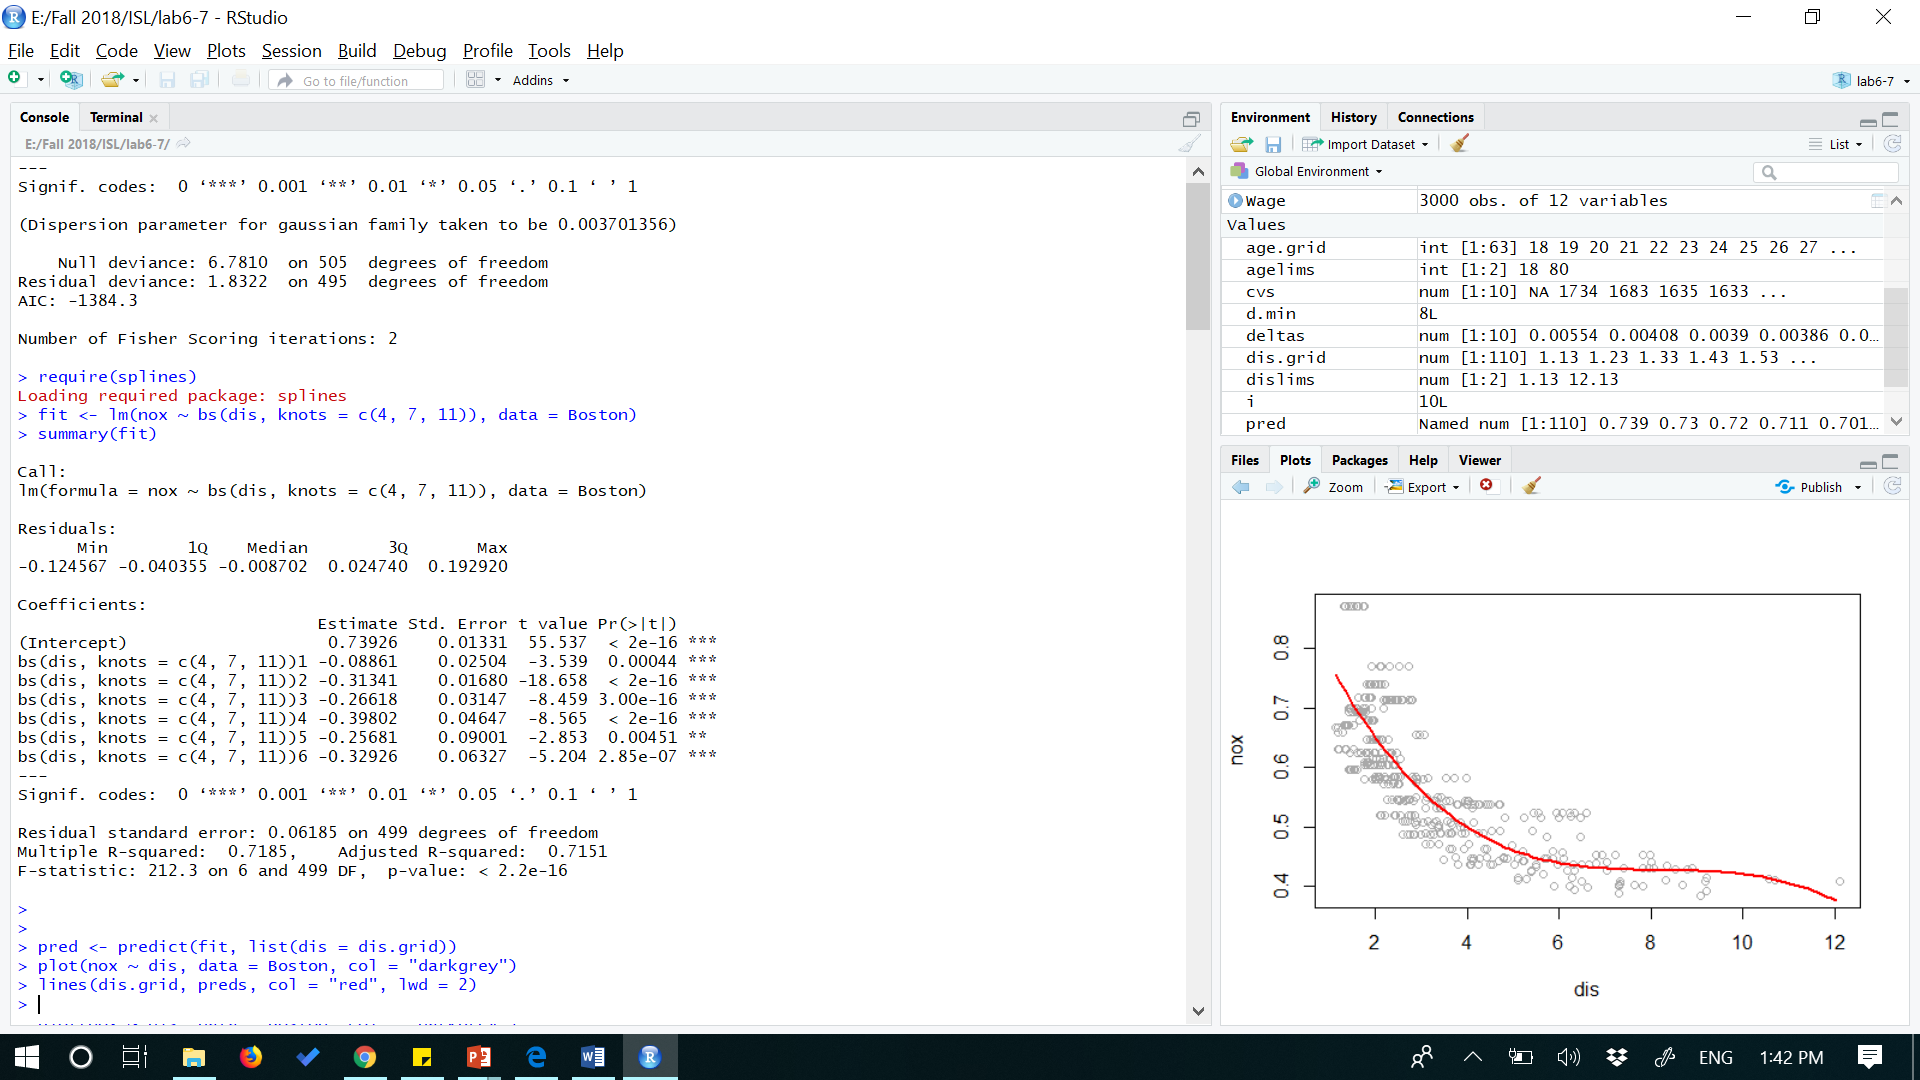 E:/Fall 2018/ISL/lab6-7 - RStudio
File Edit Code View Plots Session Build Debug Profile Tools Help
Go to file/function Addins lab6-7
Console Terminal
E:/Fall 2018/ISL/lab6-7/
---
Signif. codes:  0 ‘***’ 0.001 ‘**’ 0.01 ‘*’ 0.05 ‘.’ 0.1 ‘ ’ 1
(Dispersion parameter for gaussian family taken to be 0.003701356)
Null deviance: 6.7810  on 505  degrees of freedom
Residual deviance: 1.8322  on 495  degrees of freedom
AIC: -1384.3
Number of Fisher Scoring iterations: 2
> require(splines)
Loading required package: splines
> fit <- lm(nox ~ bs(dis, knots = c(4, 7, 11)), data = Boston)
> summary(fit)
Call:
lm(formula = nox ~ bs(dis, knots = c(4, 7, 11)), data = Boston)
Residuals:
Min 1Q Median 3Q Max
-0.124567 -0.040355 -0.008702 0.024740 0.192920
Coefficients:
Estimate Std. Error t value Pr(>|t|)
(Intercept) 0.73926 0.01331 55.537 < 2e-16 ***
bs(dis, knots = c(4, 7, 11))1 -0.08861 0.02504 -3.539 0.00044 ***
bs(dis, knots = c(4, 7, 11))2 -0.31341 0.01680 -18.658 < 2e-16 ***
bs(dis, knots = c(4, 7, 11))3 -0.26618 0.03147 -8.459 3.00e-16 ***
bs(dis, knots = c(4, 7, 11))4 -0.39802 0.04647 -8.565 < 2e-16 ***
bs(dis, knots = c(4, 7, 11))5 -0.25681 0.09001 -2.853 0.00451 **
bs(dis, knots = c(4, 7, 11))6 -0.32926 0.06327 -5.204 2.85e-07 ***
---
Signif. codes:  0 ‘***’ 0.001 ‘**’ 0.01 ‘*’ 0.05 ‘.’ 0.1 ‘ ’ 1
Residual standard error: 0.06185 on 499 degrees of freedom
Multiple R-squared:  0.7185,    Adjusted R-squared:  0.7151
F-statistic: 212.3 on 6 and 499 DF,  p-value: < 2.2e-16
>
>
> pred <- predict(fit, list(dis = dis.grid))
> plot(nox ~ dis, data = Boston, col = "darkgrey")
> lines(dis.grid, preds, col = "red", lwd = 2)
>
Environment History Connections
Import Dataset List
Global Environment
Wage 3000 obs. of 12 variables
Values
age.grid int [1:63] 18 19 20 21 22 23 24 25 26 27 ...
agelims int [1:2] 18 80
cvs num [1:10] NA 1734 1683 1635 1633 ...
d.min 8L
deltas num [1:10] 0.00554 0.00408 0.0039 0.00386 0.0…
dis.grid num [1:110] 1.13 1.23 1.33 1.43 1.53 ...
dislims num [1:2] 1.13 12.13
i 10L
pred Named num [1:110] 0.739 0.73 0.72 0.711 0.701…
Files Plots Packages Help Viewer
Zoom Export Publish
nox
0.8
0.7
0.6
0.5
0.4
2 4 6 8 10 12
dis
ENG 1:42 PM